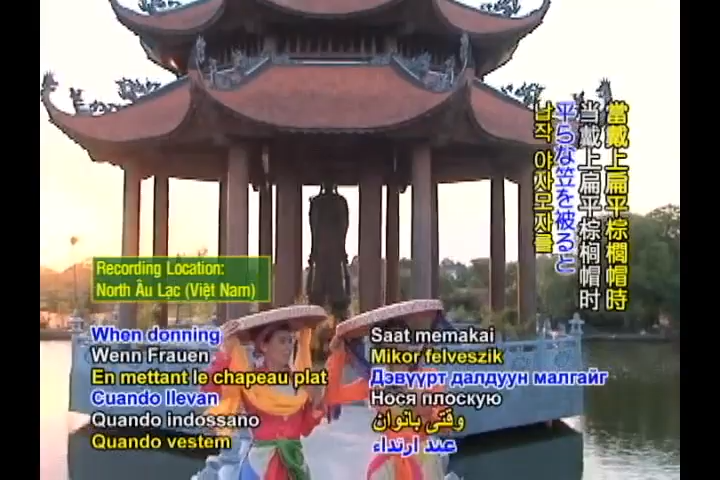 當戴上扁平棕櫚帽時
当戴上扁平棕榈帽时
平らな笠を被ると
납작 야자모자를
Recording Location:
North Âu Lạc (Việt Nam)
When donning
Wenn Frauen
En mettant le chapeau plat
Cuando llevan
Quando indossano
Quando vestem
Saat memakai
Mikor felveszik
Дэвүүрт далдуун малгайг
Нося плоскую
وقتی بانوان
عند ارتداء